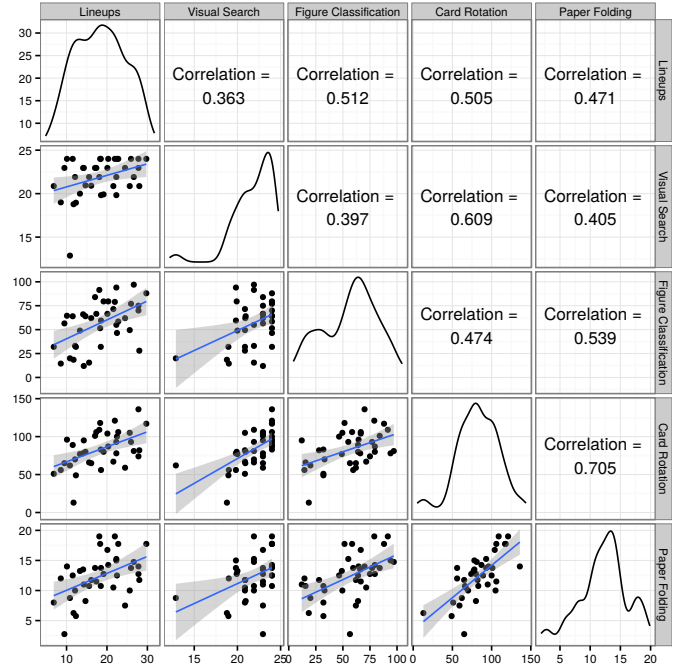 Lineups
Visual Search
Figure Classification
Card Rotation
Paper Folding
30
25
20
15
10
Correlation =
0.363
Correlation =
0.512
Correlation =
0.505
Correlation =
0.471
Lineups
25
20
15
Correlation =
0.397
Correlation =
0.609
Correlation =
0.405
Visual Search
100
75
50
25
0
Correlation =
0.474
Correlation =
0.539
Figure Classification
150
100
50
0
Correlation =
0.705
Card Rotation
20
15
10
5
Paper Folding
10 20 30
15 20 25
0 25 50 75 100
0 50 100 150
0 5 10 15 20